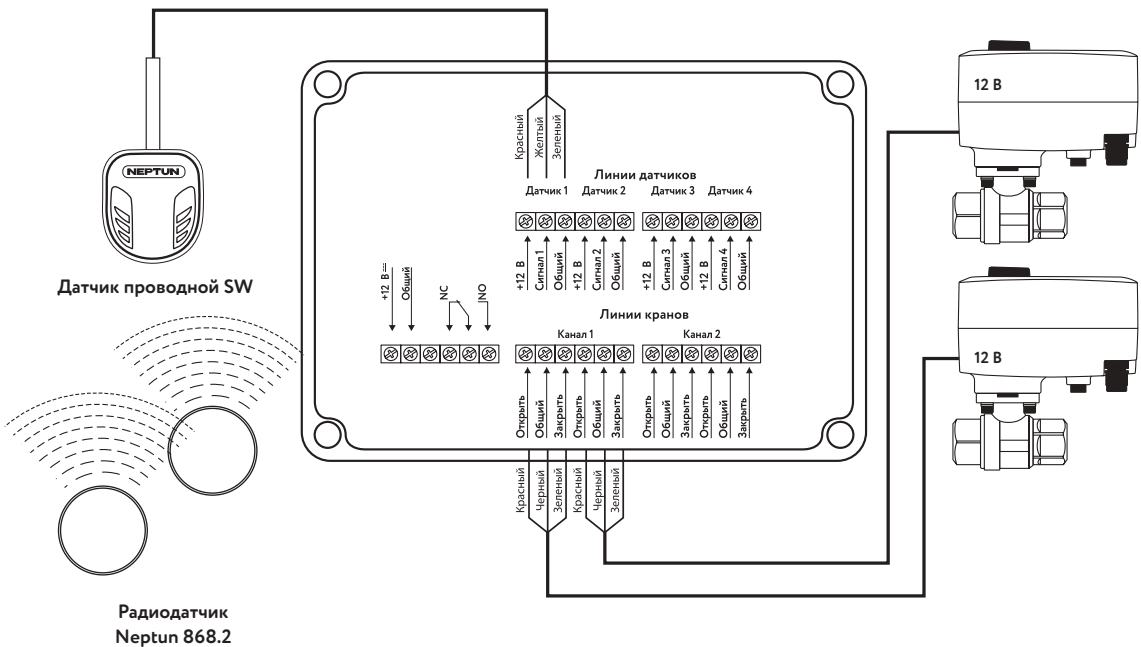 12 В
Красный
Желтый
Зеленый
Линии датчиков
Датчик 1 Датчик 2 Датчик 3 Датчик 4
NEPTUN
+12 В
Сигнал 1
Общий
+12 В
Сигнал 2
Общий
+12 В
Сигнал 3
Общий
+12 В
Сигнал 4
Общий
Датчик проводной SW
+12 В
Общий
NC
NO
Линии кранов
Канал 1 Канал 2
12 В
Открыть
Общий
Закрыть
Открыть
Общий
Закрыть
Открыть
Общий
Закрыть
Открыть
Общий
Закрыть
Красный
Черный
Зеленый
Красный
Черный
Зеленый
Радиодатчик
Neptun 868.2